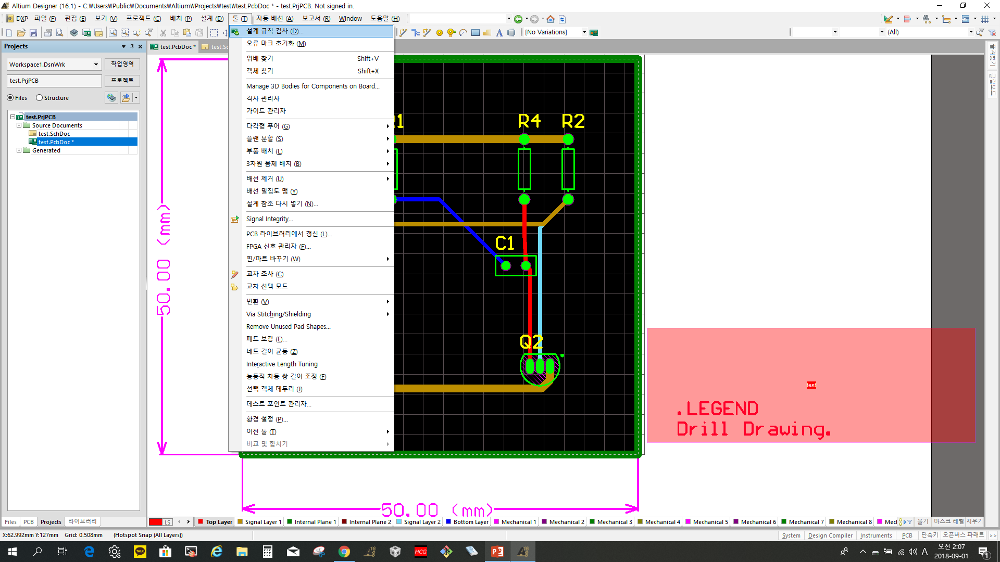 Altium Designer (16.1) - C:₩Users₩Public₩Documents₩Altium₩Projects₩test₩test.PcbDoc * - test.PrjPCB. Not signed in.
DXP 파일 (F) 편집 (E) 보기 (V) 프로젝트 (C) 배치 (P) 설계 (D) 툴 (T) 자동 배선 (A) 보고서 (R) Window 도움말 (H)
[No Variations] (All)
Projects
Workspace1.DsnWrk 작업영역
test.PrjPCB 프로젝트
Files Structure
test.PrjPCB
Source Documents
test.SchDoc
test.PcbDoc *
Generated
test.PcbDoc * test.Sc
설계 규칙 검사 (D)...
오류 마크 초기화 (M)
위배 찾기 Shift+V
객체 찾기 Shift+X
Manage 3D Bodies for Components on Board...
격자 관리자
가이드 관리자
다각형 푸어 (G)
플랜 분할 (S)
부품 배치 (L)
3차원 몸체 배치 (B)
배선 제거 (U)
배선 밀집도 맵 (Y)
설계 참조 다시 넣기 (N)...
Signal Integrity...
PCB 라이브러리에서 갱신 (L)...
FPGA 신호 관리자 (F)...
핀/파트 바꾸기 (W)
교차 조사 (C)
교차 선택 모드
변환 (V)
Via Stitching/Shielding
Remove Unused Pad Shapes...
패드 보강 (E)...
네트 길이 균등 (Z)
Interactive Length Tuning
능동적 차동 쌍 길이 조정 (F)
선택 객체 테두리 (J)
테스트 포인트 관리자...
환경 설정 (P)...
이전 툴 (T)
비교 및 합치기
50.00 (mm)
R4 R2
C1
Q2
test
.LEGEND
Drill Drawing.
50.00 (mm)
즐겨찾기
클립보드
Files PCB Projects 라이브러리
LS Top Layer Signal Layer 1 Internal Plane 1 Internal Plane 2 Signal Layer 2 Bottom Layer Mechanical 1 Mechanical 2 Mechanical 3 Mechanical 4 Mechanical 5 Mechanical 6 Mechanical 7 Mechanical 8 Mecl 툴기 마스크 레벨 지우기
X:62.992mm Y:127mm Grid: 0.508mm (Hotspot Snap (All Layers)) System Design Compiler Instruments PCB 단축키 오픈버스 파래트 >>
TALK HCG 16 16 A 오전 2:07
2018-09-01 1